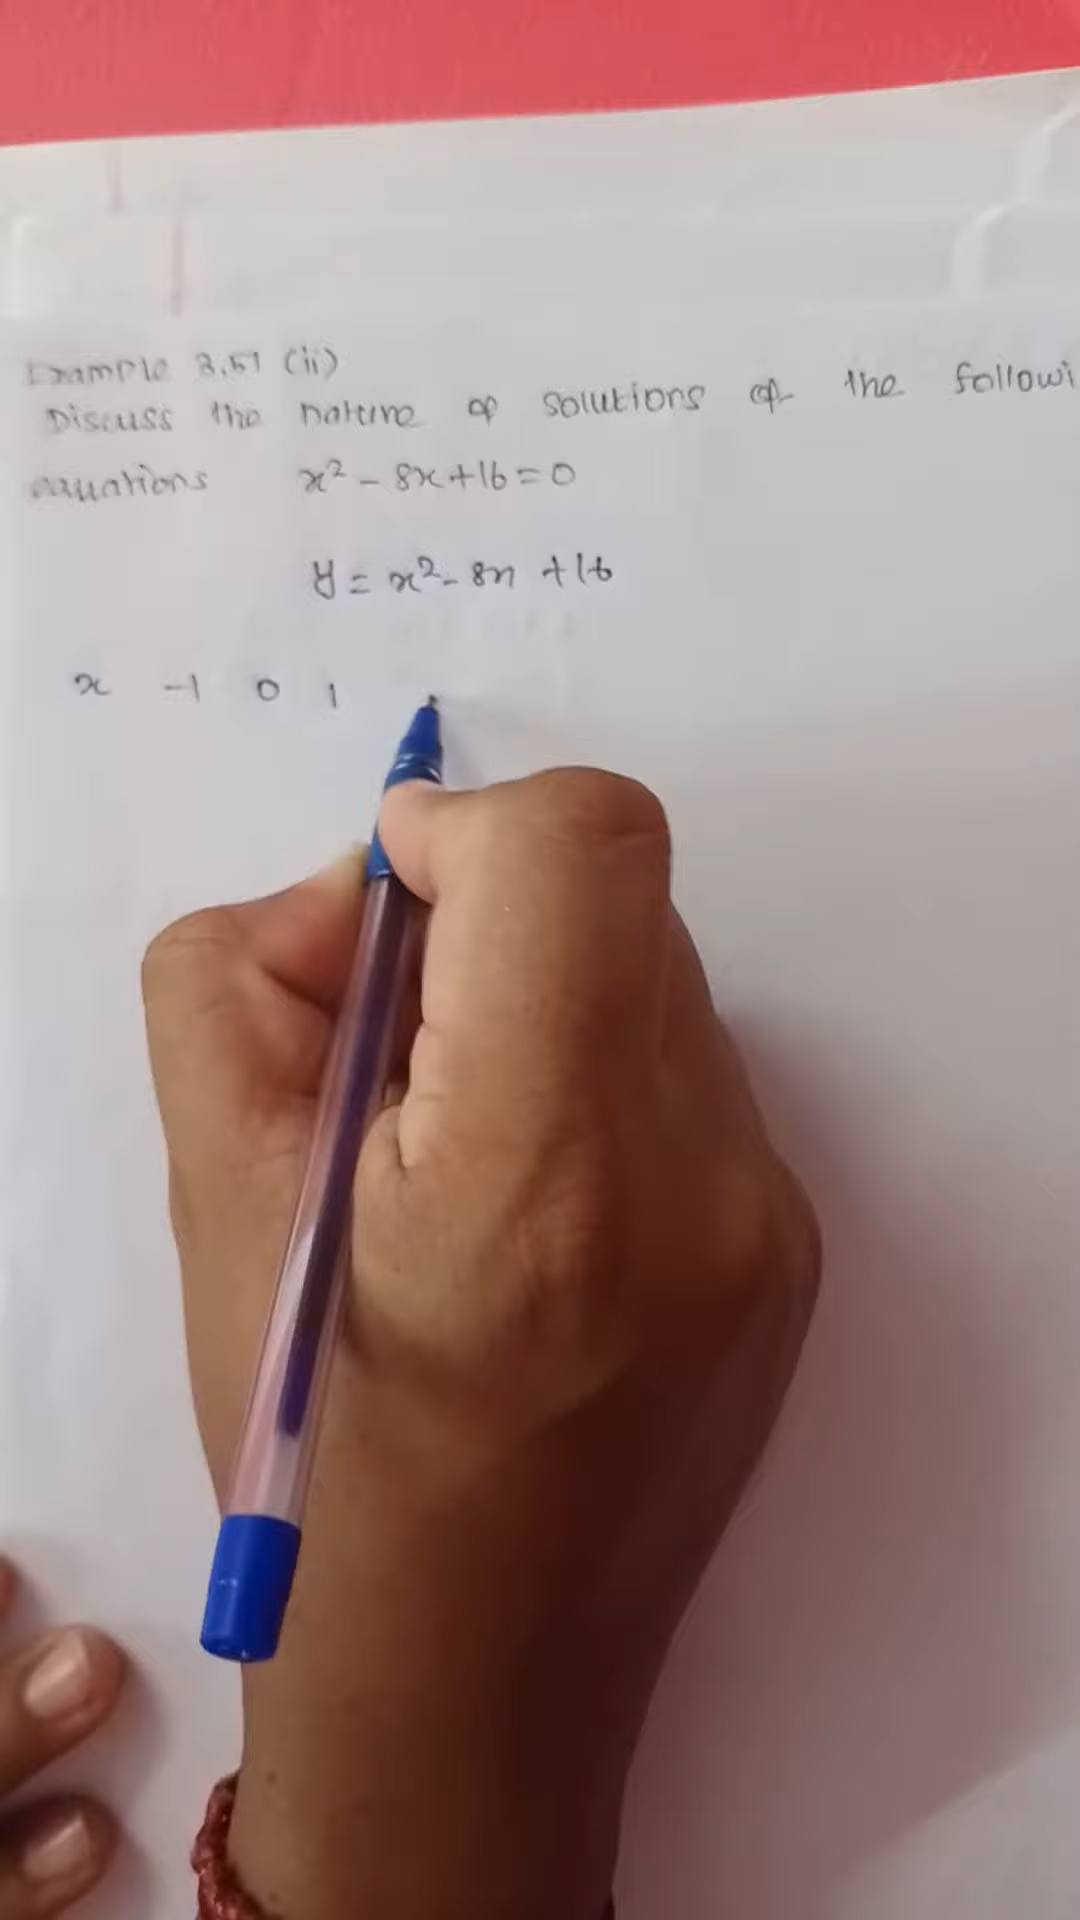 Example 3.51 (ii)
Discuss the nature of solutions of the followi
equations x² - 8x + 16 = 0
y = x² - 8x + 16
x -1 0 1